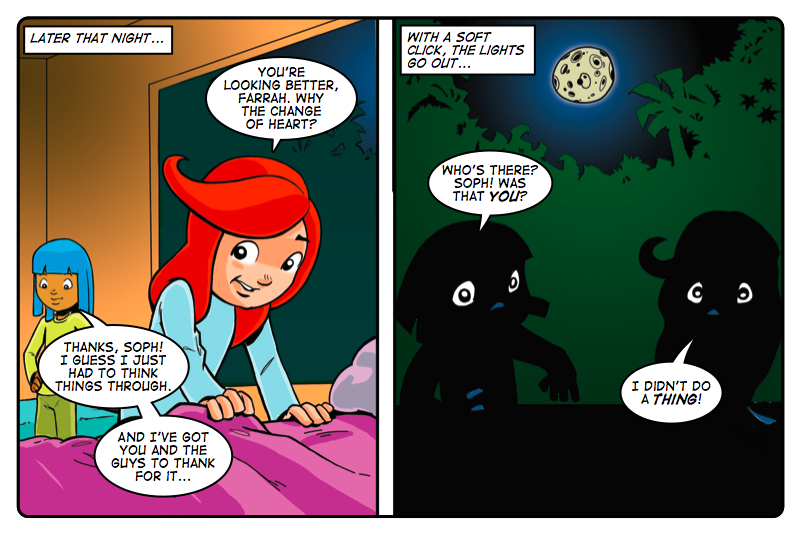 LATER THAT NIGHT...
YOU'RE
LOOKING BETTER,
FARRAH. WHY
THE CHANGE
OF HEART?
THANKS, SOPH!
I GUESS I JUST
HAD TO THINK
THINGS THROUGH.
AND I'VE GOT
YOU AND THE
GUYS TO THANK
FOR IT...
WITH A SOFT
CLICK, THE LIGHTS
GO OUT...
WHO'S THERE?
SOPH! WAS
THAT YOU?
I DIDN'T DO
A THING!